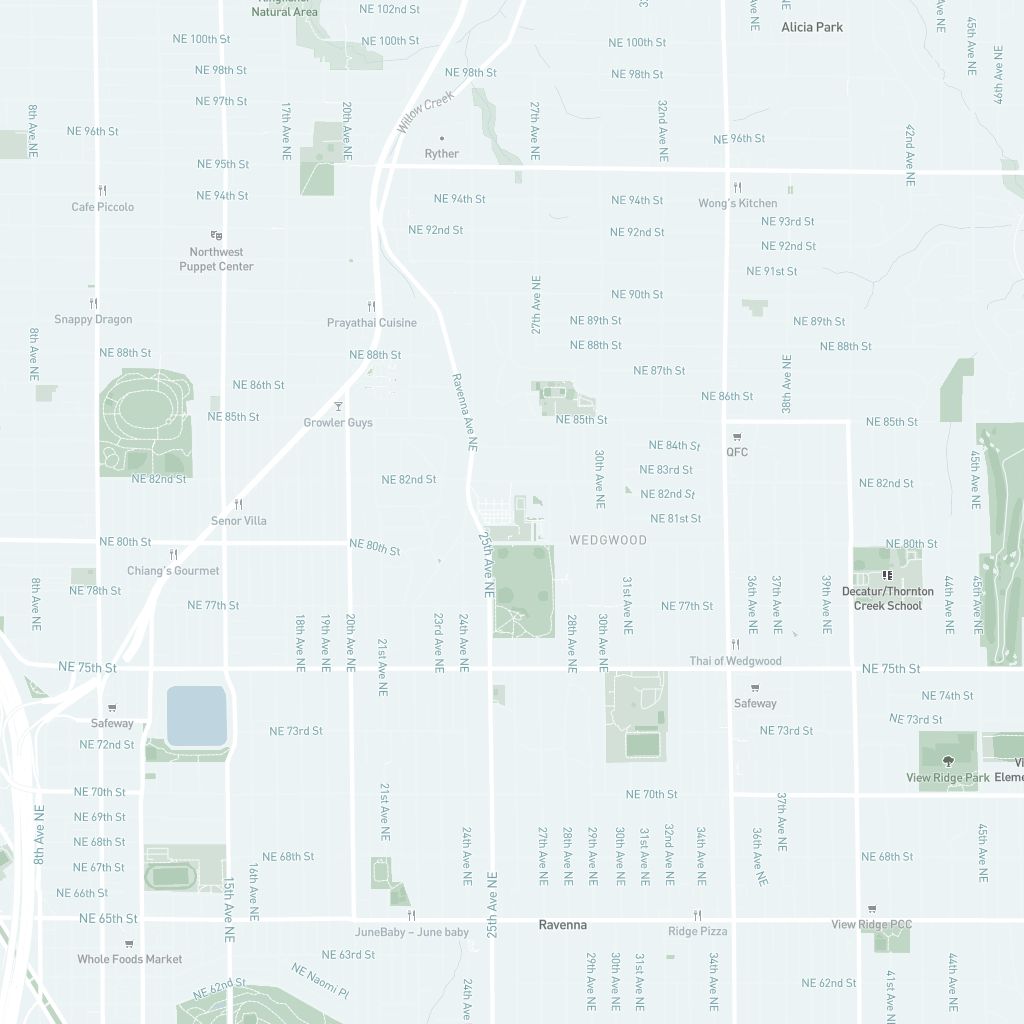 Natural Area
NE 102nd St
NE 100th St
NE 100th St
NE 100th St
Alicia Park
45th Ave NE
46th Ave NE
NE 98th St
NE 98th St
NE 98th St
NE 97th St
Willow Creek
8th Ave NE
17th Ave NE
20th Ave NE
27th Ave NE
32nd Ave NE
42nd Ave NE
NE 96th St
NE 96th St
Ryther
NE 95th St
NE 94th St
NE 94th St
NE 94th St
Cafe Piccolo
Wong's Kitchen
NE 93rd St
NE 92nd St
NE 92nd St
NE 92nd St
Northwest
Puppet Center
NE 91st St
NE 90th St
27th Ave NE
Snappy Dragon
Prayathai Cuisine
NE 89th St
NE 89th St
8th Ave NE
NE 88th St
NE 88th St
NE 88th St
NE 88th St
NE 87th St
38th Ave NE
NE 86th St
NE 86th St
Ravenna Ave NE
NE 85th St
NE 85th St
NE 85th St
Growler Guys
NE 84th St
QFC
NE 83rd St
30th Ave NE
45th Ave NE
NE 82nd St
NE 82nd St
NE 82nd St
NE 82nd St
Senor Villa
NE 81st St
NE 80th St
NE 80th St
NE 80th St
WEDGWOOD
25th Ave NE
Chiang's Gourmet
NE 78th St
8th Ave NE
NE 77th St
NE 77th St
31st Ave NE
36th Ave NE
37th Ave NE
39th Ave NE
Decatur/Thornton
Creek School
44th Ave NE
45th Ave NE
18th Ave NE
19th Ave NE
20th Ave NE
21st Ave NE
23rd Ave NE
24th Ave NE
28th Ave NE
30th Ave NE
NE 75th St
NE 75th St
Thai of Wedgwood
NE 74th St
Safeway
Safeway
NE 73rd St
NE 73rd St
NE 73rd St
NE 72nd St
View Ridge Park
Eleme
NE 70th St
NE 70th St
8th Ave NE
21st Ave NE
37th Ave NE
NE 69th St
NE 68th St
NE 68th St
NE 68th St
NE 67th St
NE 66th St
24th Ave NE
27th Ave NE
28th Ave NE
29th Ave NE
30th Ave NE
31st Ave NE
32nd Ave NE
34th Ave NE
36th Ave NE
45th Ave NE
15th Ave NE
16th Ave NE
25th Ave NE
NE 65th St
JuneBaby – June baby
Ravenna
Ridge Pizza
View Ridge PCC
Whole Foods Market
NE 63rd St
NE 62nd St
NE Naomi Pl
NE 62nd St
24th Ave
29th Ave NE
30th Ave NE
31st Ave NE
34th Ave NE
41st Ave NE
44th Ave NE